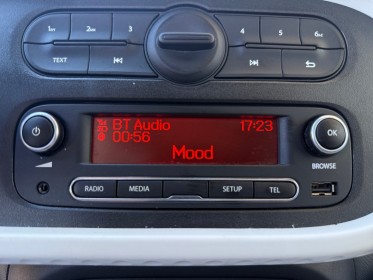 1 2 3 4 5 6
TEXT
BT Audio 17:23
00:56
Mood
OK
BROWSE
RADIO MEDIA SETUP TEL